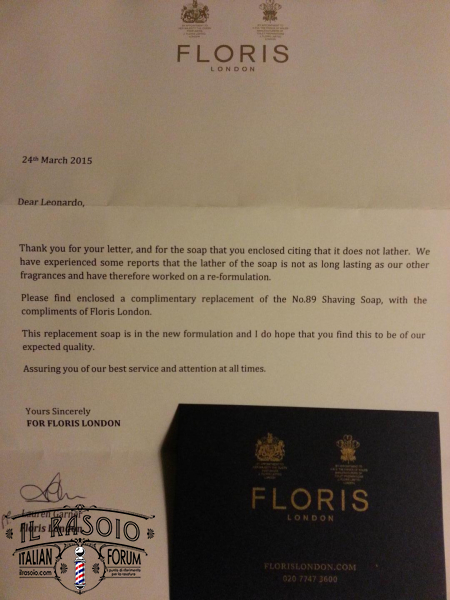 FLORIS
LONDON
24th March 2015
Dear Leonardo,
Thank you for your letter, and for the soap that you enclosed citing that it does not lather. We
have experienced some reports that the lather of the soap is not as long lasting as our other
fragrances and have therefore worked on a re-formulation.
Please find enclosed a complimentary replacement of the No.89 Shaving Soap, with the
compliments of Floris London.
This replacement soap is in the new formulation and I do hope that you find this to be of our
expected quality.
Assuring you of our best service and attention at all times.
Yours Sincerely
FOR FLORIS LONDON
Lauren Garner
Floris London
IL RASOIO
ITALIAN FORUM
ilrasoio.com
FLORIS
LONDON
FLORISLONDON.COM
020 7347 2600